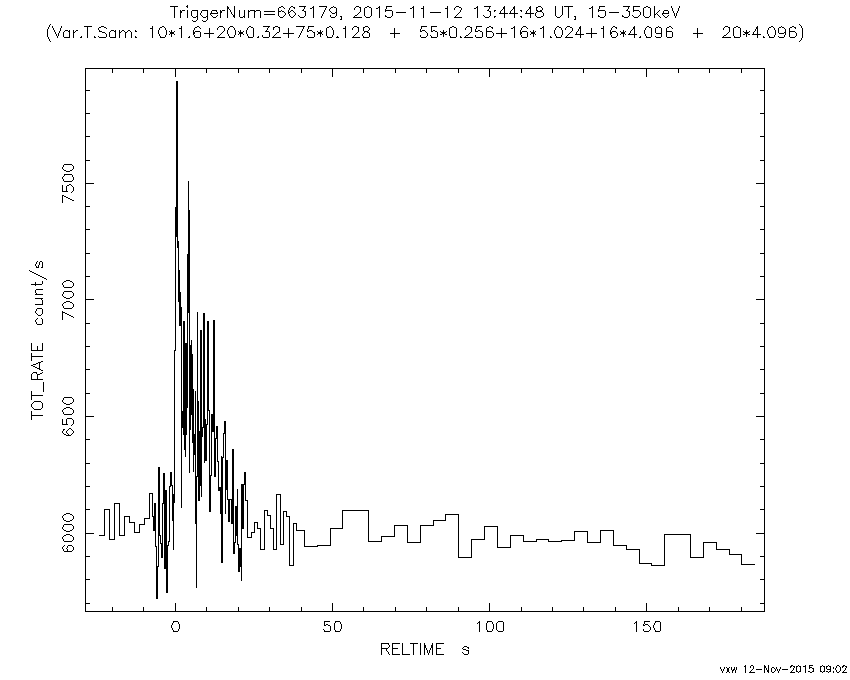 TriggerNum=663179, 2015-11-12 13:44:48 UT, 15-350keV
(Var.T.Sam: 10*1.6+20*0.32+75*0.128 + 55*0.256+16*1.024+16*4.096 + 20*4.096)
TOT_RATE count/s
7500
7000
6500
6000
0 50 100 150
RELTIME s
vxw 12-Nov-2015 09:02